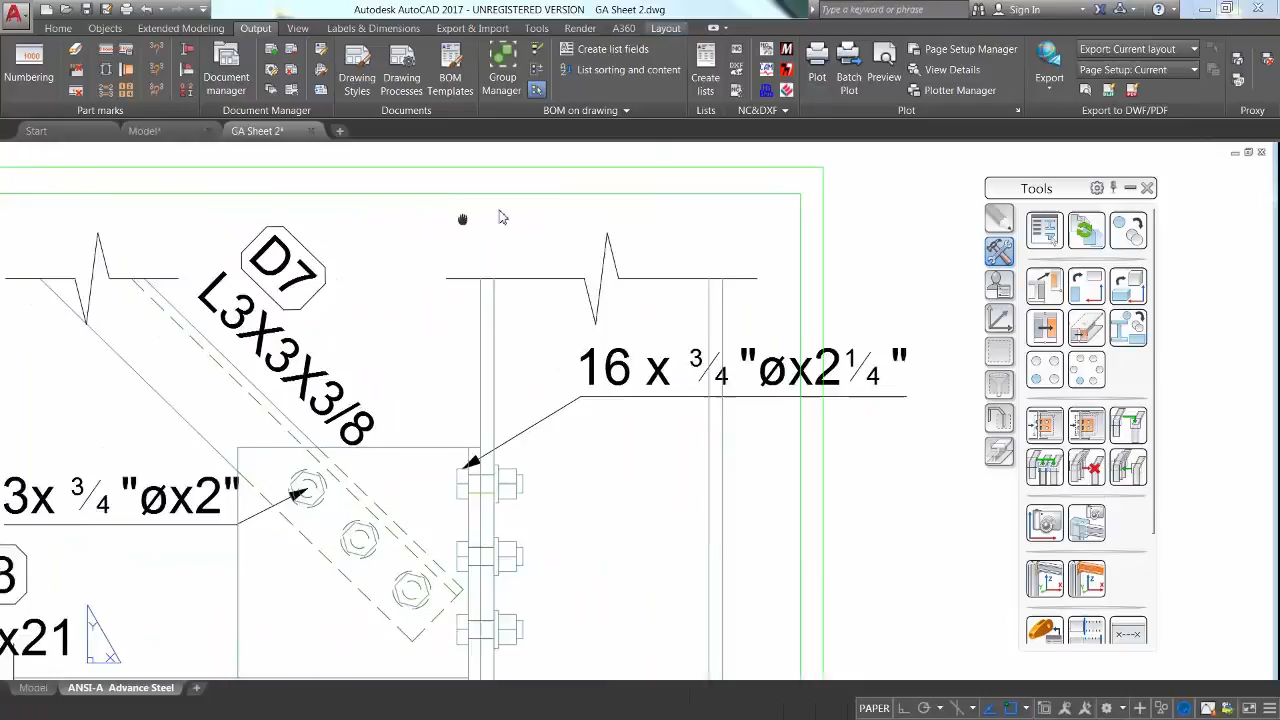 Autodesk AutoCAD 2017 - UNREGISTERED VERSION GA Sheet 2.dwg
Type a keyword or phrase
Sign In
Home
Objects
Extended Modeling
Output
View
Labels & Dimensions
Export & Import
Tools
Render
A360
Layout
1000
Numbering
Document manager
Drawing Styles
Drawing Processes
BOM Templates
Group Manager
Create list fields
List sorting and content
Create lists
DXF
Plot
Batch Plot
Preview
Page Setup Manager
View Details
Plotter Manager
Export
Export Current layout
Page Setup: Current
Part marks
Document Manager
Documents
BOM on drawing
Lists
NC&DXF
Plot
Export to DWF/PDF
Proxy
Start
Model*
GA Sheet 2*
Tools
D7
L3X3X3/8
16 x 3/4"øx2 1/4"
3x 3/4"øx2"
x21
Model
ANSI-A Advance Steel
PAPER